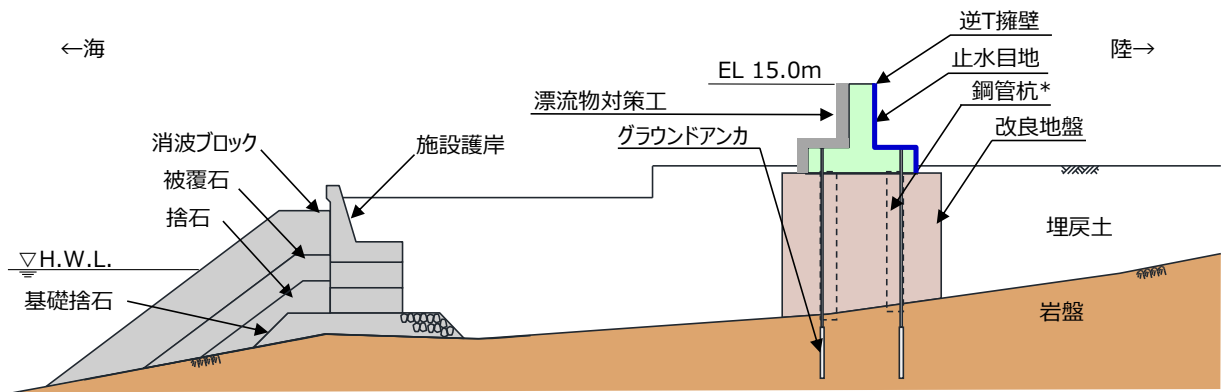 ←海
陸→
逆T擁壁
EL 15.0m
止水目地
漂流物対策工
鋼管杭*
グラウンドアンカ
改良地盤
消波ブロック
施設護岸
被覆石
捨石
▽H.W.L.
埋戻土
基礎捨石
岩盤